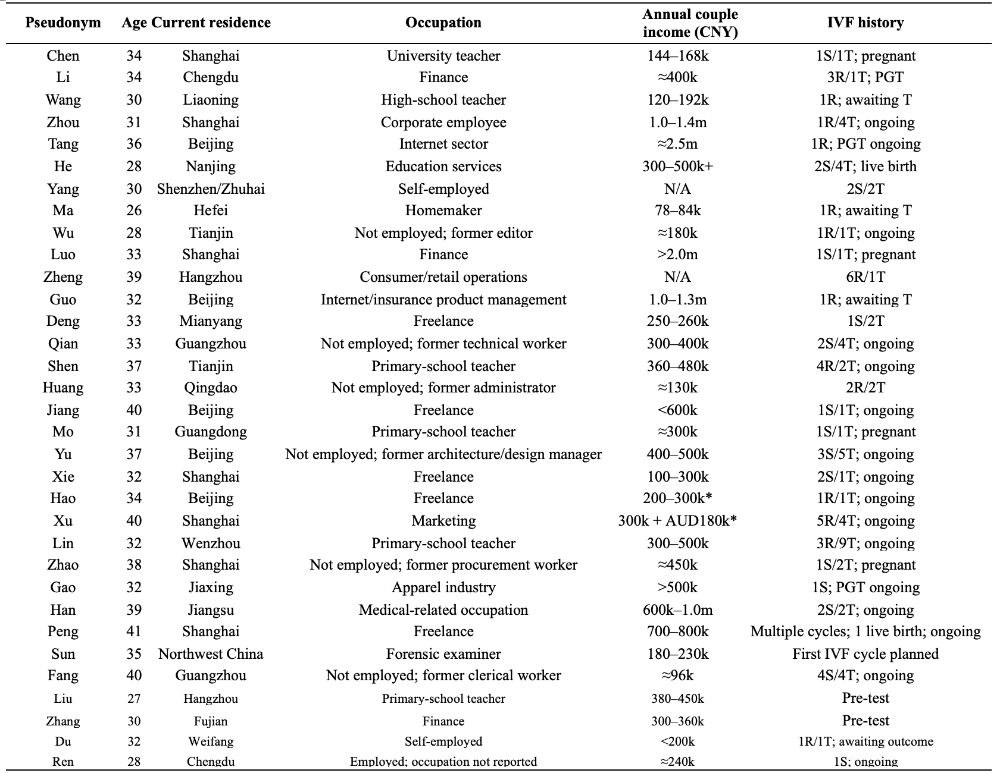 Pseudonym Age Current residence Occupation Annual couple income (CNY) IVF history
Chen 34 Shanghai University teacher 144–168k 1S/1T; pregnant
Li 34 Chengdu Finance ≈400k 3R/1T; PGT
Wang 30 Liaoning High-school teacher 120–192k 1R; awaiting T
Zhou 31 Shanghai Corporate employee 1.0–1.4m 1R/4T; ongoing
Tang 36 Beijing Internet sector ≈2.5m 1R; PGT ongoing
He 28 Nanjing Education services 300–500k+ 2S/4T; live birth
Yang 30 Shenzhen/Zhuhai Self-employed N/A 2S/2T
Ma 26 Hefei Homemaker 78–84k 1R; awaiting T
Wu 28 Tianjin Not employed; former editor ≈180k 1R/1T; ongoing
Luo 33 Shanghai Finance >2.0m 1S/1T; pregnant
Zheng 39 Hangzhou Consumer/retail operations N/A 6R/1T
Guo 32 Beijing Internet/insurance product management 1.0–1.3m 1R; awaiting T
Deng 33 Mianyang Freelance 250–260k 1S/2T
Qian 33 Guangzhou Not employed; former technical worker 300–400k 2S/4T; ongoing
Shen 37 Tianjin Primary-school teacher 360–480k 4R/2T; ongoing
Huang 33 Qingdao Not employed; former administrator ≈130k 2R/2T
Jiang 40 Beijing Freelance <600k 1S/1T; ongoing
Mo 31 Guangdong Primary-school teacher ≈300k 1S/1T; pregnant
Yu 37 Beijing Not employed; former architecture/design manager 400–500k 3S/5T; ongoing
Xie 32 Shanghai Freelance 100–300k 2S/1T; ongoing
Hao 34 Beijing Freelance 200–300k* 1R/1T; ongoing
Xu 40 Shanghai Marketing 300k + AUD180k* 5R/4T; ongoing
Lin 32 Wenzhou Primary-school teacher 300–500k 3R/9T; ongoing
Zhao 38 Shanghai Not employed; former procurement worker ≈450k 1S/2T; pregnant
Gao 32 Jiaxing Apparel industry >500k 1S; PGT ongoing
Han 39 Jiangsu Medical-related occupation 600k–1.0m 2S/2T; ongoing
Peng 41 Shanghai Freelance 700–800k Multiple cycles; 1 live birth; ongoing
Sun 35 Northwest China Forensic examiner 180–230k First IVF cycle planned
Fang 40 Guangzhou Not employed; former clerical worker ≈96k 4S/4T; ongoing
Liu 27 Hangzhou Primary-school teacher 380–450k Pre-test
Zhang 30 Fujian Finance 300–360k Pre-test
Du 32 Weifang Self-employed <200k 1R/1T; awaiting outcome
Ren 28 Chengdu Employed; occupation not reported ≈240k 1S; ongoing